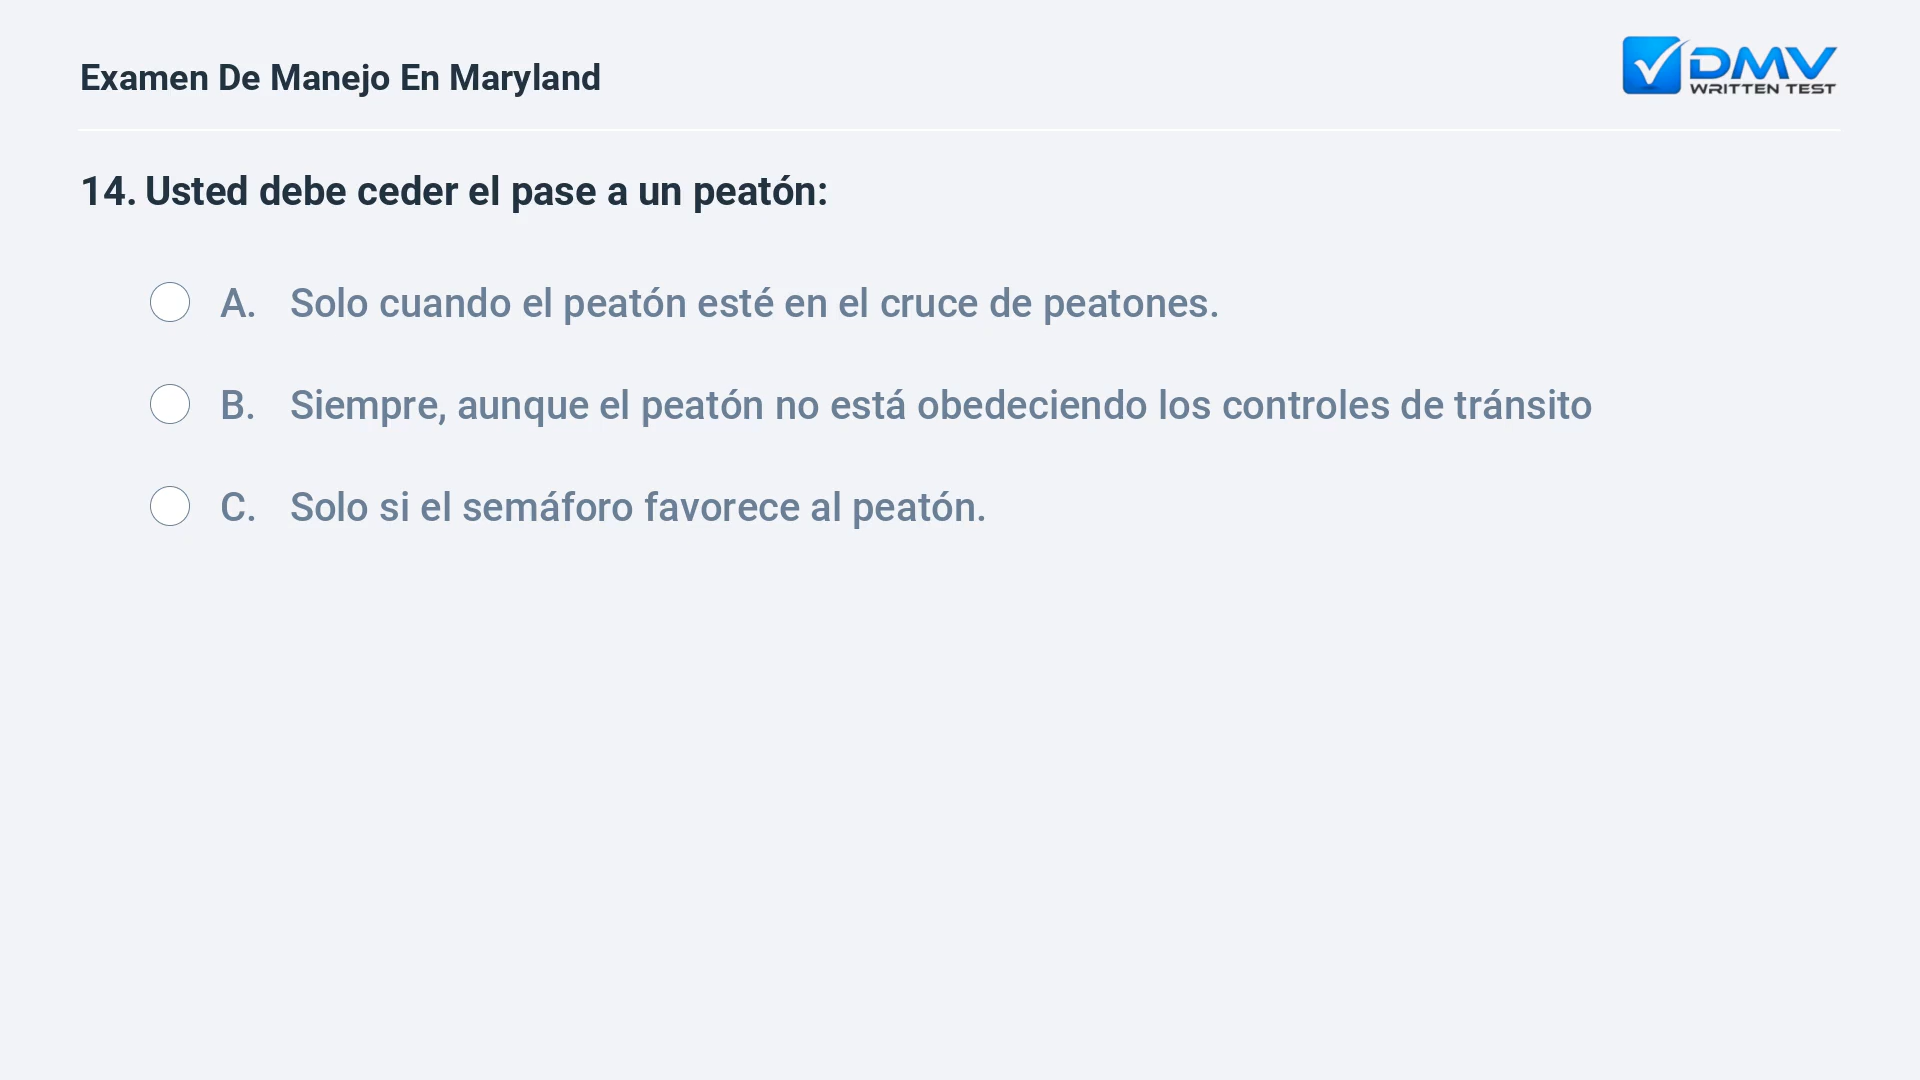 Examen De Manejo En Maryland
DMV
WRITTEN TEST
14. Usted debe ceder el pase a un peatón:
A. Solo cuando el peatón esté en el cruce de peatones.
B. Siempre, aunque el peatón no está obedeciendo los controles de tránsito
C. Solo si el semáforo favorece al peatón.